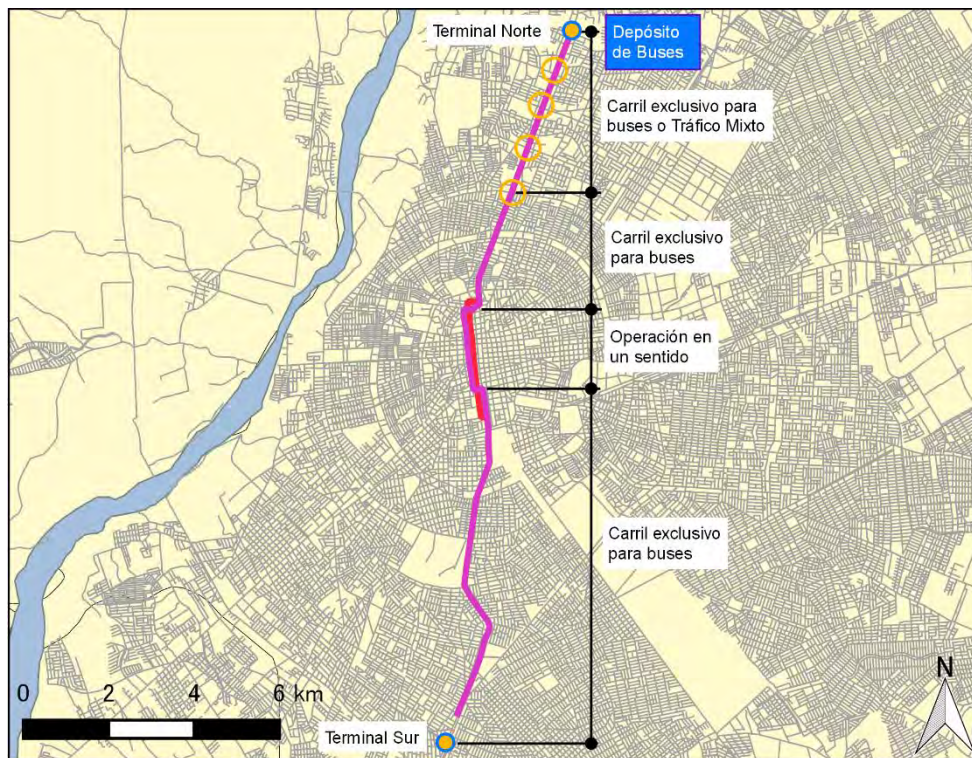 Terminal Norte
Depósito
de Buses
Carril exclusivo para
buses o Tráfico Mixto
Carril exclusivo
para buses
Operación en
un sentido
Carril exclusivo
para buses
0 2 4 6 km
N
Terminal Sur